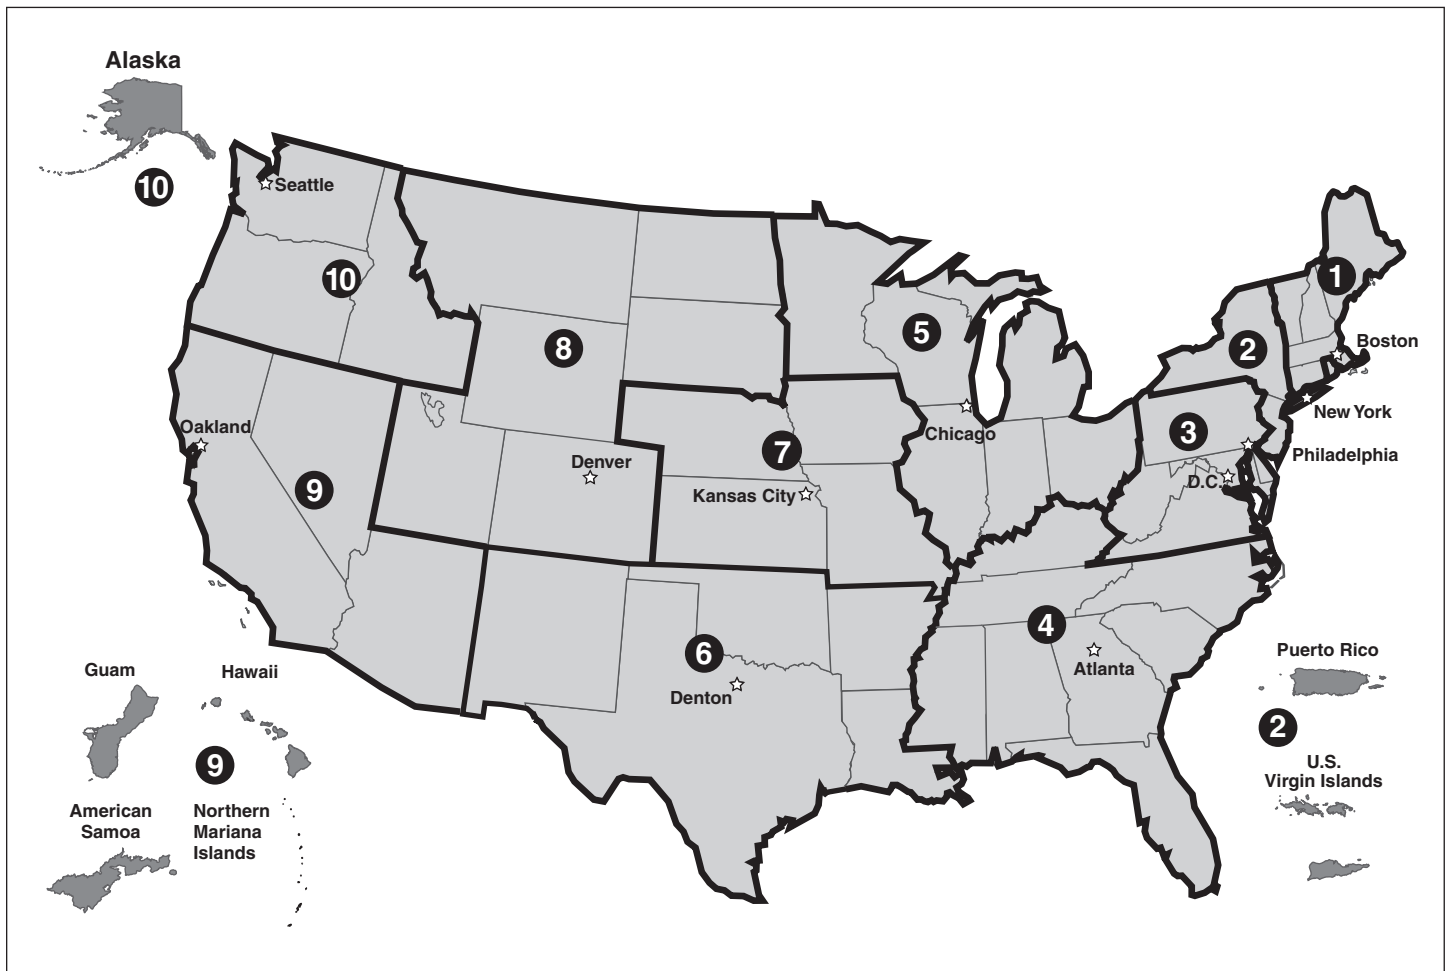 Alaska
10
Seattle
10
1
8
5
2
Boston
New York
Oakland
7
Chicago
3
Philadelphia
Denver
9
Kansas City
D.C.
4
6
Atlanta
Denton
Puerto Rico
2
U.S.
Virgin Islands
Guam
Hawaii
9
American
Samoa
Northern
Mariana
Islands